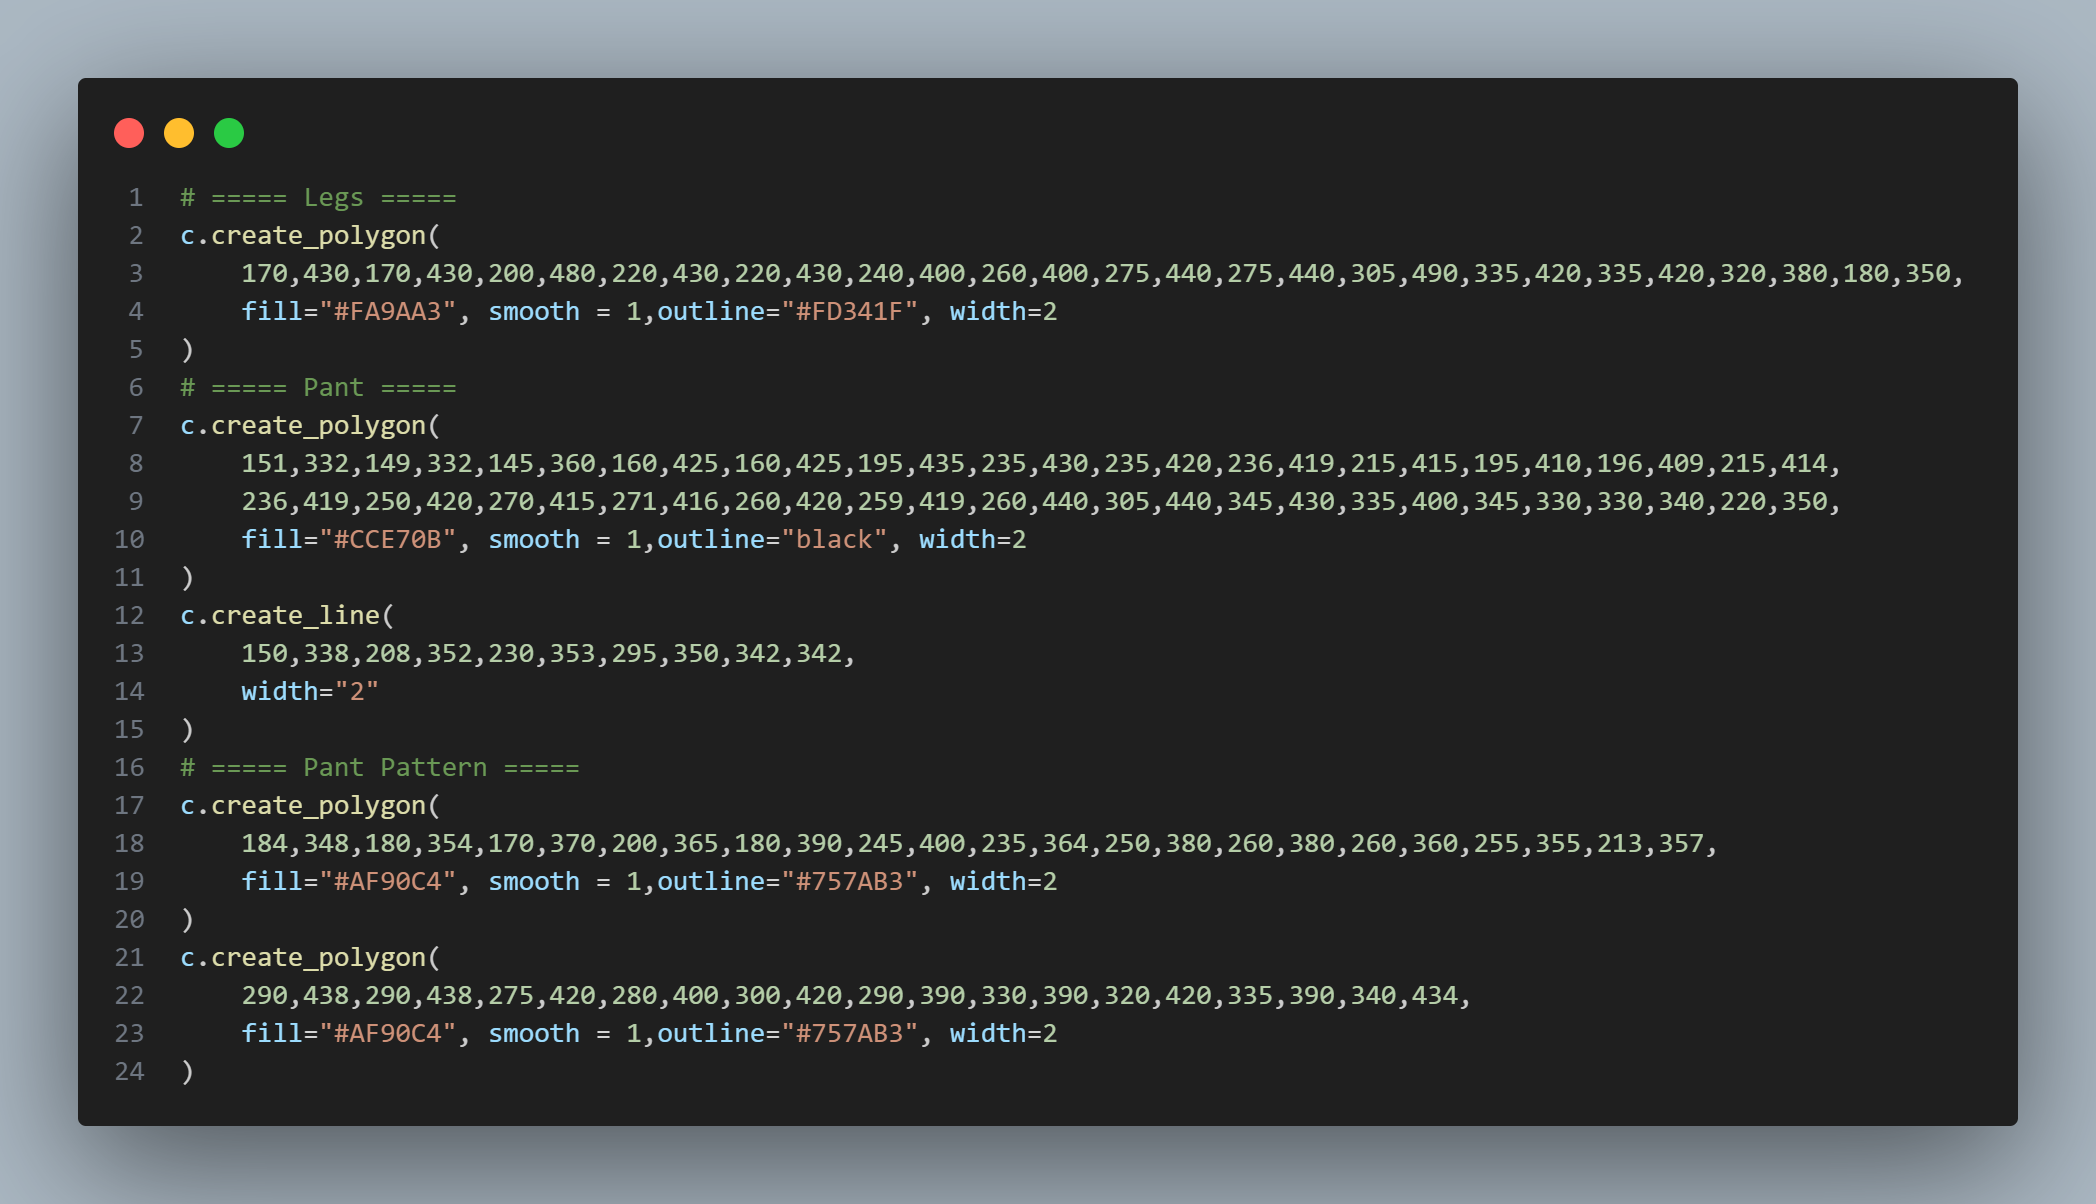 1 # ===== Legs =====
2 c.create_polygon(
3     170,430,170,430,200,480,220,430,220,430,240,400,260,400,275,440,275,440,305,490,335,420,335,420,320,380,180,350,
4     fill="#FA9AA3", smooth = 1,outline="#FD341F", width=2
5 )
6 # ===== Pant =====
7 c.create_polygon(
8     151,332,149,332,145,360,160,425,160,425,195,435,235,430,235,420,236,419,215,415,195,410,196,409,215,414,
9     236,419,250,420,270,415,271,416,260,420,259,419,260,440,305,440,345,430,335,400,345,330,330,340,220,350,
10     fill="#CCE70B", smooth = 1,outline="black", width=2
11 )
12 c.create_line(
13     150,338,208,352,230,353,295,350,342,342,
14     width="2"
15 )
16 # ===== Pant Pattern =====
17 c.create_polygon(
18     184,348,180,354,170,370,200,365,180,390,245,400,235,364,250,380,260,380,260,360,255,355,213,357,
19     fill="#AF90C4", smooth = 1,outline="#757AB3", width=2
20 )
21 c.create_polygon(
22     290,438,290,438,275,420,280,400,300,420,290,390,330,390,320,420,335,390,340,434,
23     fill="#AF90C4", smooth = 1,outline="#757AB3", width=2
24 )